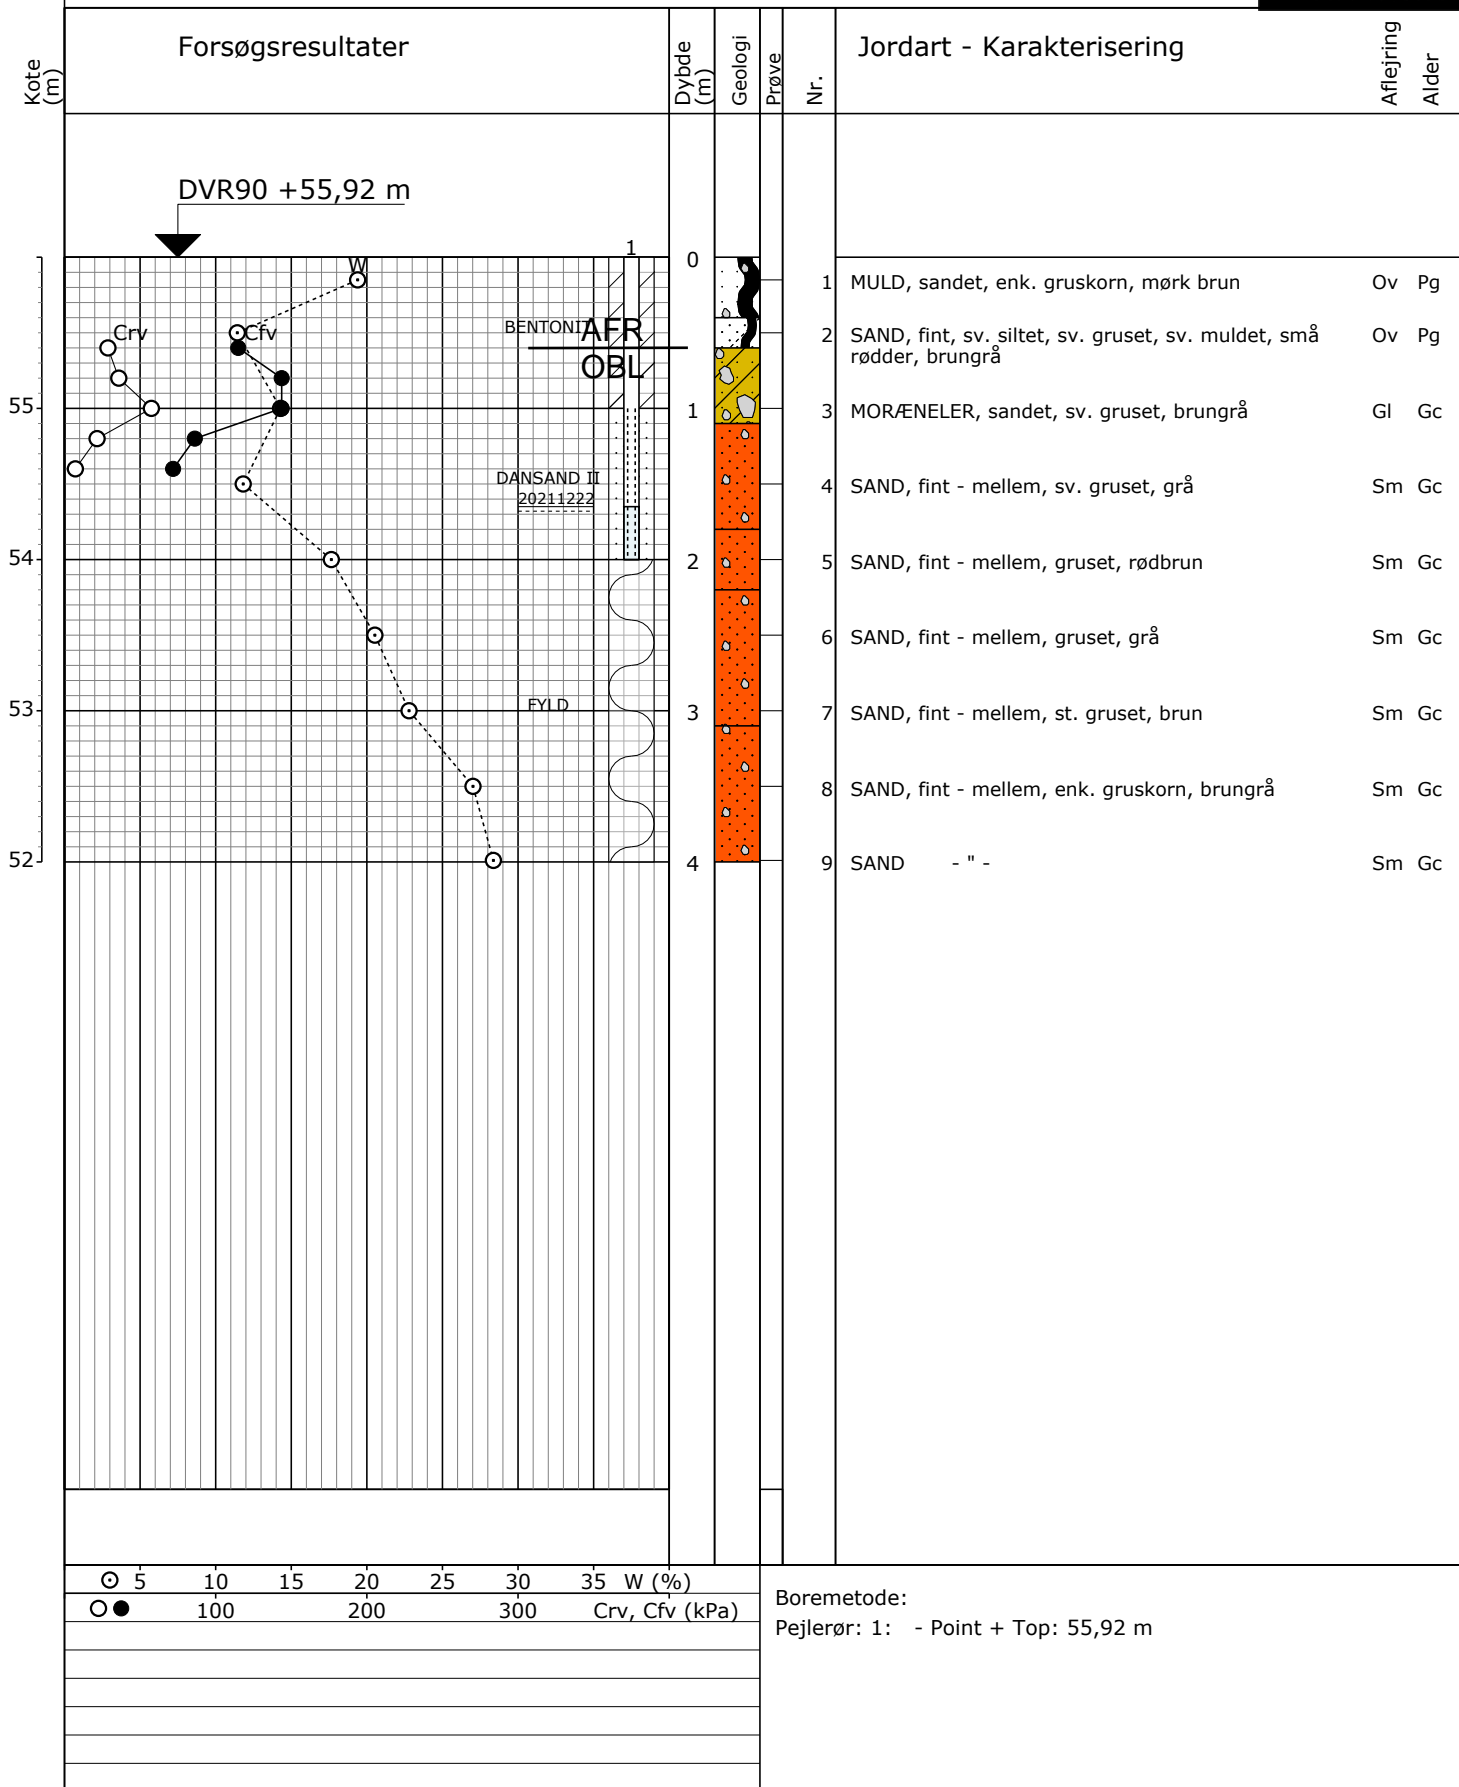 Kote (m)
Forsøgsresultater
Dybde (m)
Geologi
Prøve
Nr.
Jordart - Karakterisering
Aflejring
Alder
DVR90 +55,92 m
1
W
0
1 MULD, sandet, enk. gruskorn, mørk brun Ov Pg
Crv
Cfv
BENTONIT
AFR
OBL
2 SAND, fint, sv. siltet, sv. gruset, sv. muldet, små
rødder, brungrå Ov Pg
55
1
3 MORÆNELER, sandet, sv. gruset, brungrå Gl Gc
DANSAND II
20211222
4 SAND, fint - mellem, sv. gruset, grå Sm Gc
54
2
5 SAND, fint - mellem, gruset, rødbrun Sm Gc
6 SAND, fint - mellem, gruset, grå Sm Gc
53
FYLD
3
7 SAND, fint - mellem, st. gruset, brun Sm Gc
8 SAND, fint - mellem, enk. gruskorn, brungrå Sm Gc
52
4
9 SAND - " - Sm Gc
5 10 15 20 25 30 35 W (%)
100 200 300 Crv, Cfv (kPa)
Boremetode:
Pejlerør: 1: - Point + Top: 55,92 m